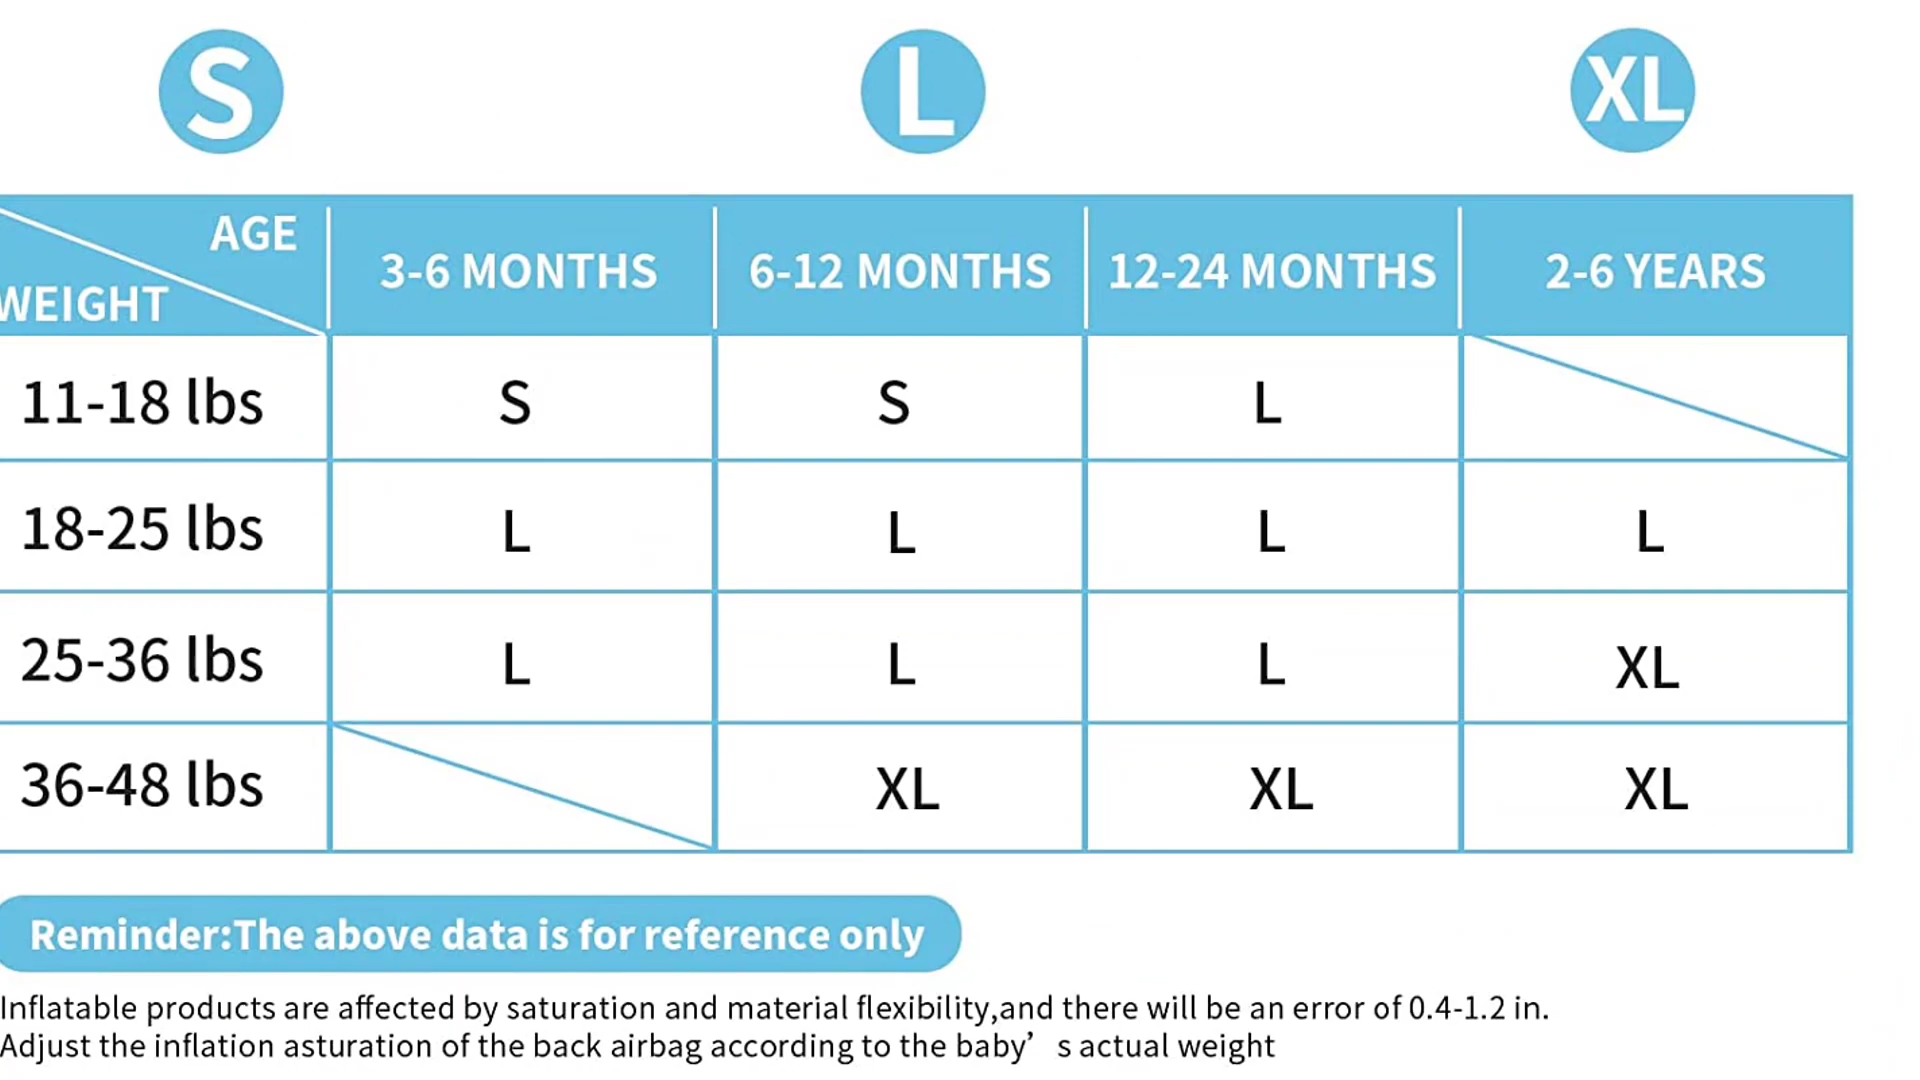 S L XL
AGE
WEIGHT
3-6 MONTHS 6-12 MONTHS 12-24 MONTHS 2-6 YEARS
11-18 lbs S S L
18-25 lbs L L L L
25-36 lbs L L L XL
36-48 lbs XL XL XL
Reminder:The above data is for reference only
Inflatable products are affected by saturation and material flexibility,and there will be an error of 0.4-1.2 in.
Adjust the inflation asturation of the back airbag according to the baby’ s actual weight